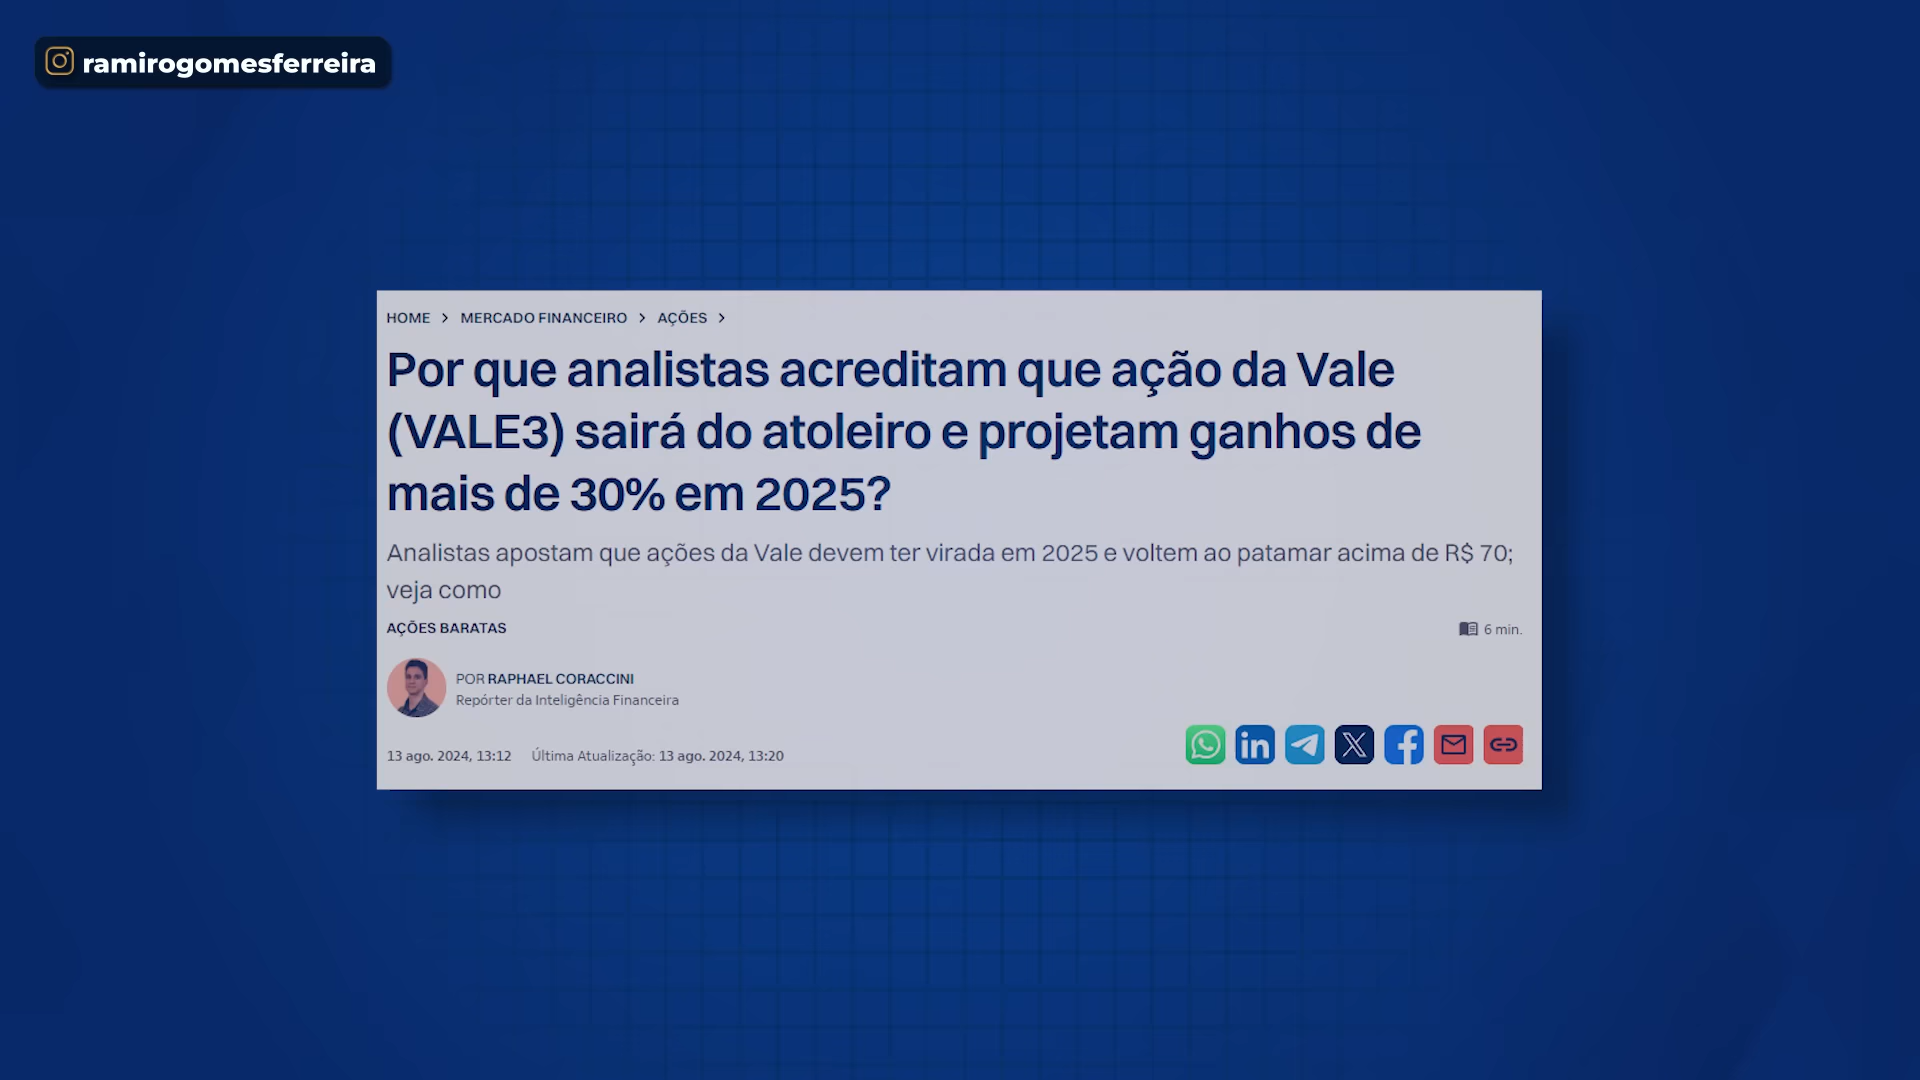 ramirogomesferreira
HOME > MERCADO FINANCEIRO > AÇÕES >
Por que analistas acreditam que ação da Vale
(VALE3) sairá do atoleiro e projetam ganhos de
mais de 30% em 2025?
Analistas apostam que ações da Vale devem ter virada em 2025 e voltem ao patamar acima de R$ 70;
veja como
AÇÕES BARATAS
6 min.
POR RAPHAEL CORACCINI
Repórter da Inteligência Financeira
13 ago. 2024, 13:12 Última Atualização: 13 ago. 2024, 13:20